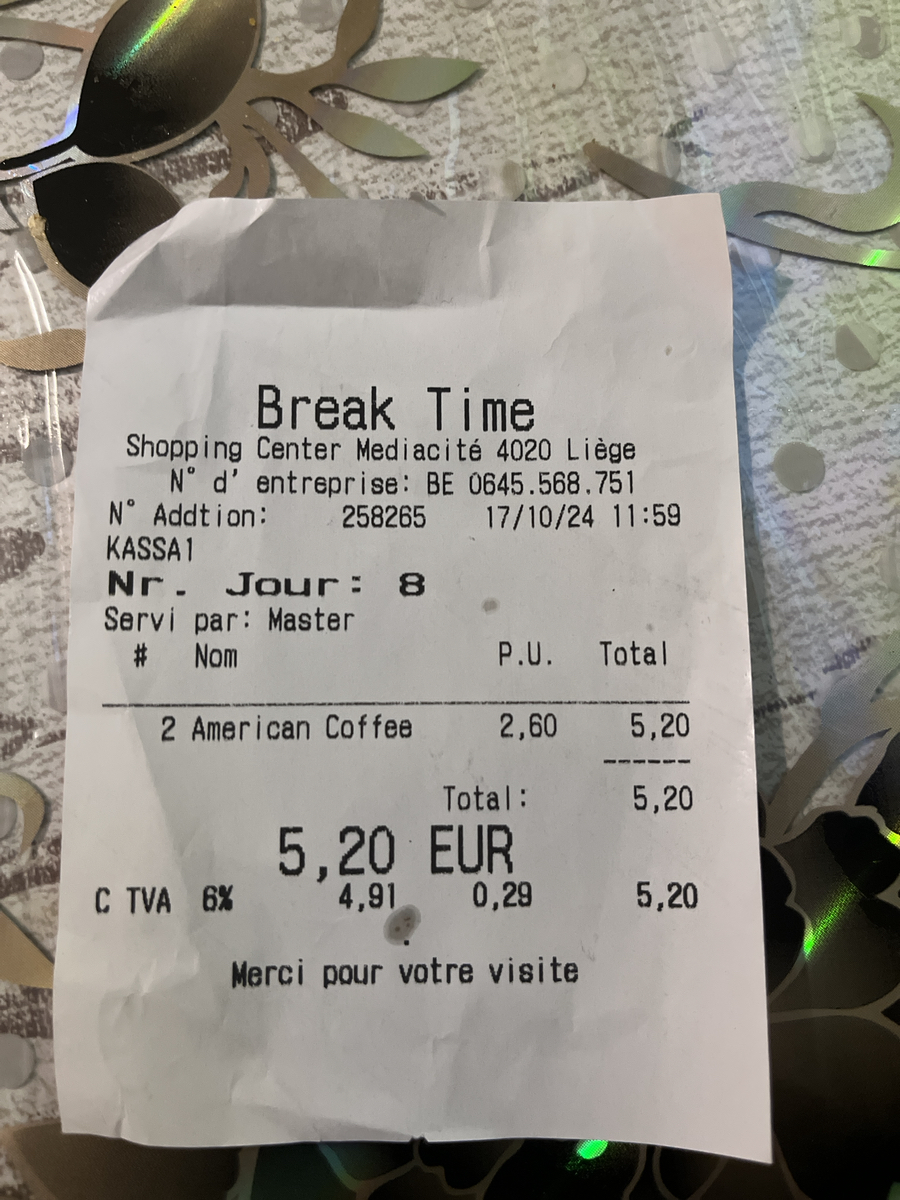 Break Time
Shopping Center Mediacité 4020 Liège
N° d' entreprise: BE 0645.568.751
N° Addtion: 258265 17/10/24 11:59
KASSA1
Nr. Jour: 8
Servi par: Master
# Nom P.U. Total
2 American Coffee 2,60 5,20
Total: 5,20
5,20 EUR
C TVA 6% 4,91 0,29 5,20
Merci pour votre visite